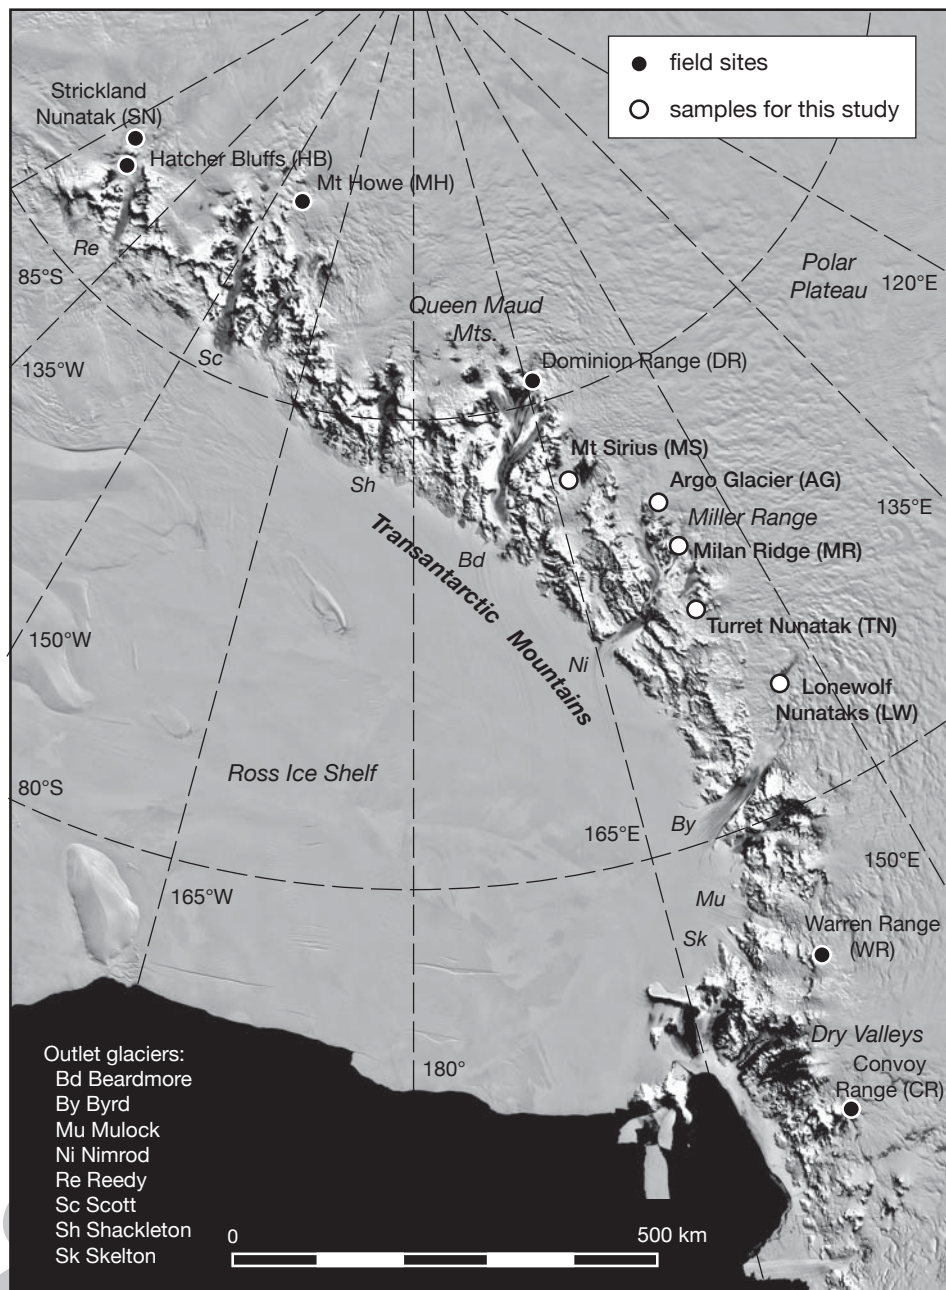 field sites
samples for this study
Strickland
Nunatak (SN)
Hatcher Bluffs (HB)
Mt Howe (MH)
Re
85°S
Polar
Plateau
120°E
Queen Maud
Mts.
135°W
Sc
Dominion Range (DR)
Mt Sirius (MS)
Sh
Argo Glacier (AG)
135°E
Miller Range
Transantarctic Mountains
Milan Ridge (MR)
Bd
150°W
Turret Nunatak (TN)
Ni
Lonewolf
Nunataks (LW)
Ross Ice Shelf
80°S
By
165°E
150°E
165°W
Mu
Warren Range
(WR)
Sk
Dry Valleys
Convoy
Range (CR)
180°
Outlet glaciers:
Bd Beardmore
By Byrd
Mu Mulock
Ni Nimrod
Re Reedy
Sc Scott
Sh Shackleton
Sk Skelton
0
500 km